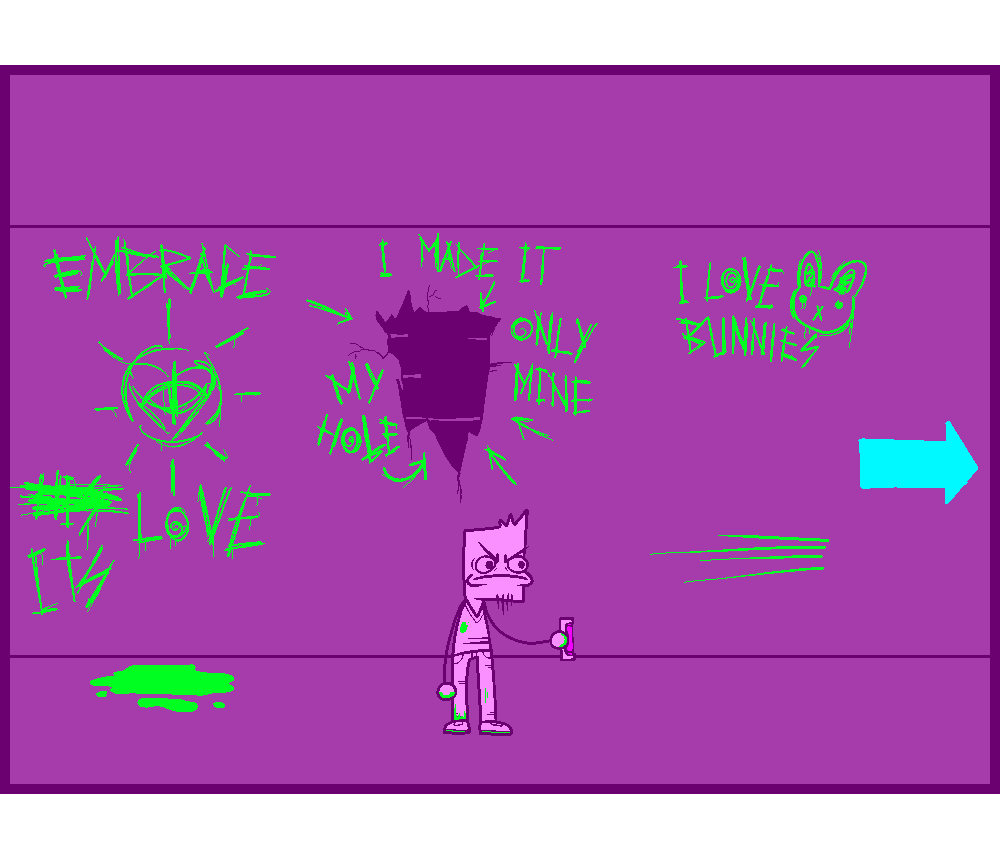 EMBRACE
ITS
LOVE
I MADE IT
MY
HOLE
ONLY
MINE
I LOVE
BUNNIES